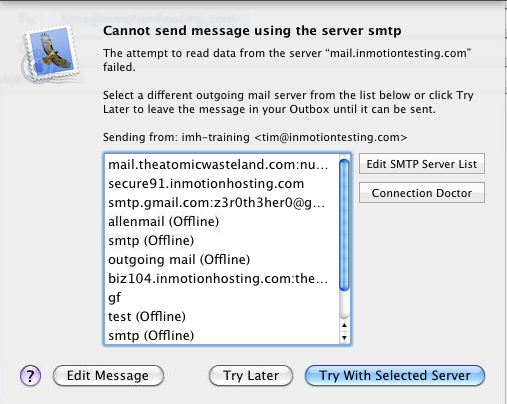 Cannot send message using the server smtp
The attempt to read data from the server “mail.inmotiontesting.com”
failed.
Select a different outgoing mail server from the list below or click Try
Later to leave the message in your Outbox until it can be sent.
Sending from: imh-training <tim@inmotiontesting.com>
mail.theatomicwasteland.com:nu...
secure91.inmotionhosting.com
smtp.gmail.com:z3r0th3her0@g...
allenmail (Offline)
smtp (Offline)
outgoing mail (Offline)
biz104.inmotionhosting.com:the...
gf
test (Offline)
smtp (Offline)
Edit SMTP Server List
Connection Doctor
?
Edit Message
Try Later
Try With Selected Server